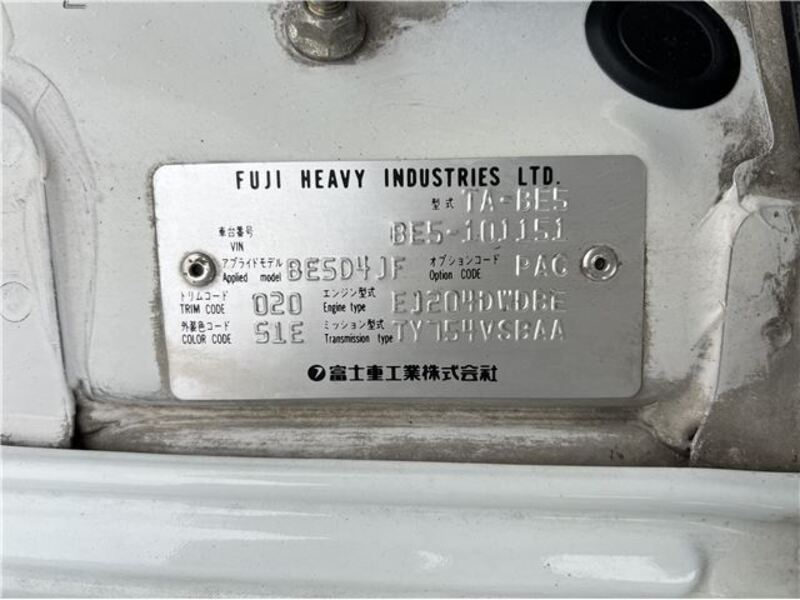 FUJI HEAVY INDUSTRIES LTD.
型式 TA-BE5
車台番号 VIN BE5-101151
アプライドモデル Applied model BE5D4JF オプションコード Option CODE PAC
トリムコード TRIM CODE 020 エンジン型式 Engine type EJ204DWDBE
外装色コード COLOR CODE 51E ミッション型式 Transmission type TY754VSBAA
富士重工業株式会社